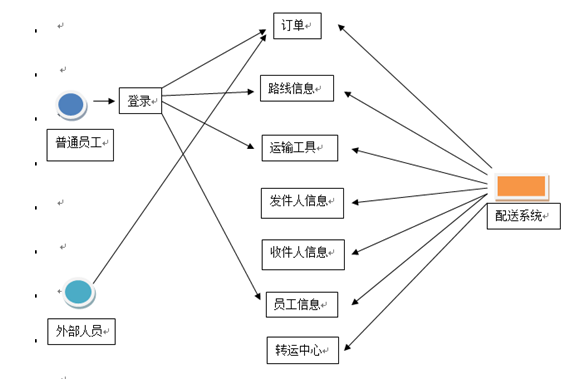 订单
路线信息
登录
普通员工
运输工具
发件人信息
配送系统
收件人信息
员工信息
外部人员
转运中心